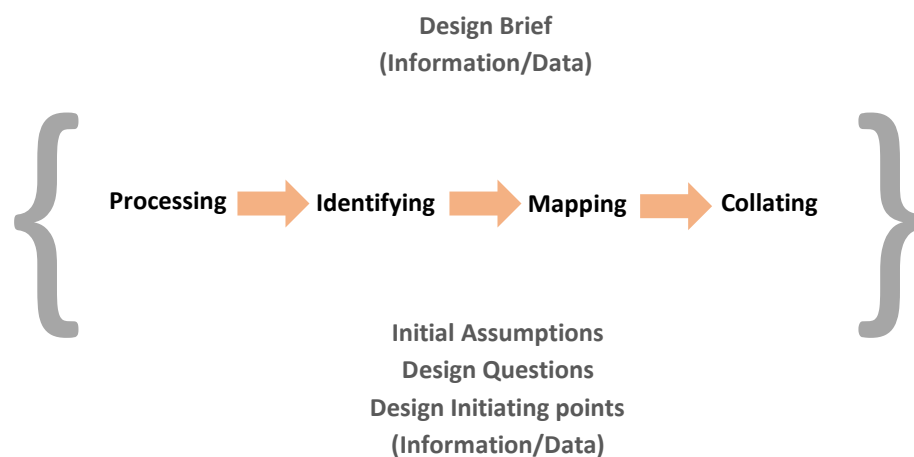 Design Brief
(Information/Data)
Processing Identifying Mapping Collating
Initial Assumptions
Design Questions
Design Initiating points
(Information/Data)